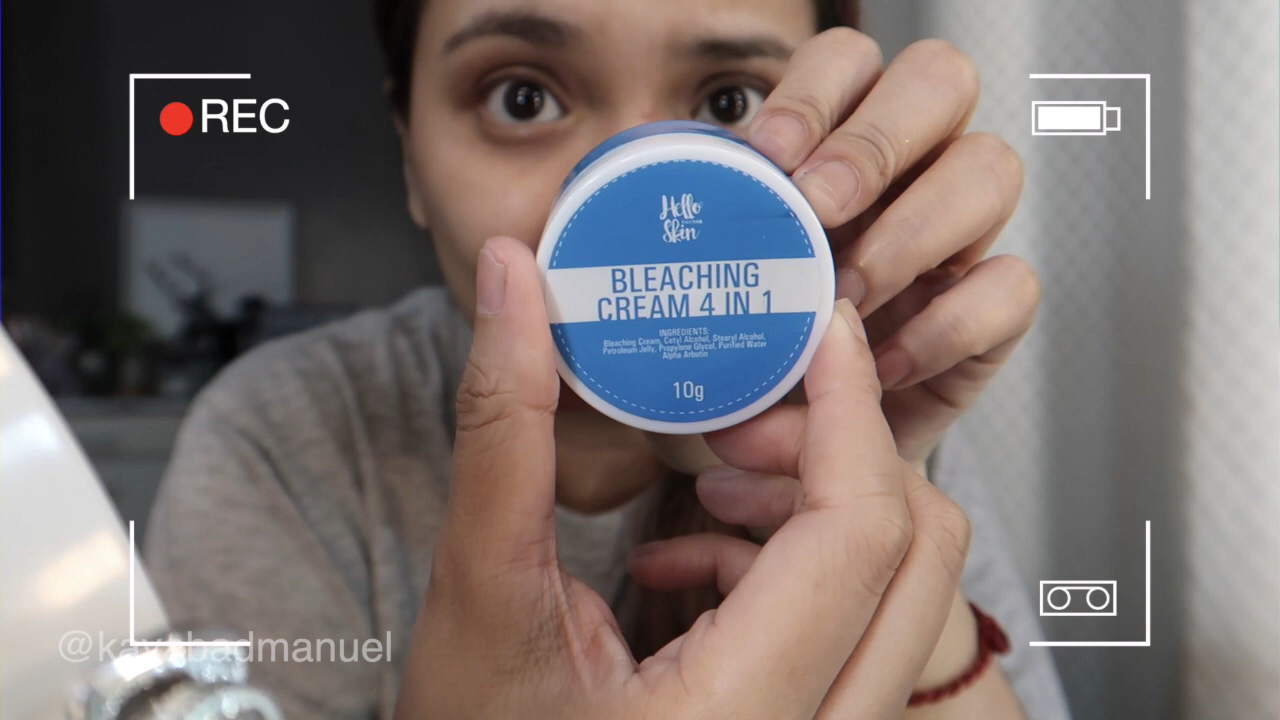 REC
Hello
Skin
BLEACHING
CREAM 4 IN 1
INGREDIENTS:
Bleaching Cream, Cetyl Alcohol, Stearyl Alcohol,
Petroleum Jelly, Propylene Glycol, Purified Water
Alpha Arbutin
10g